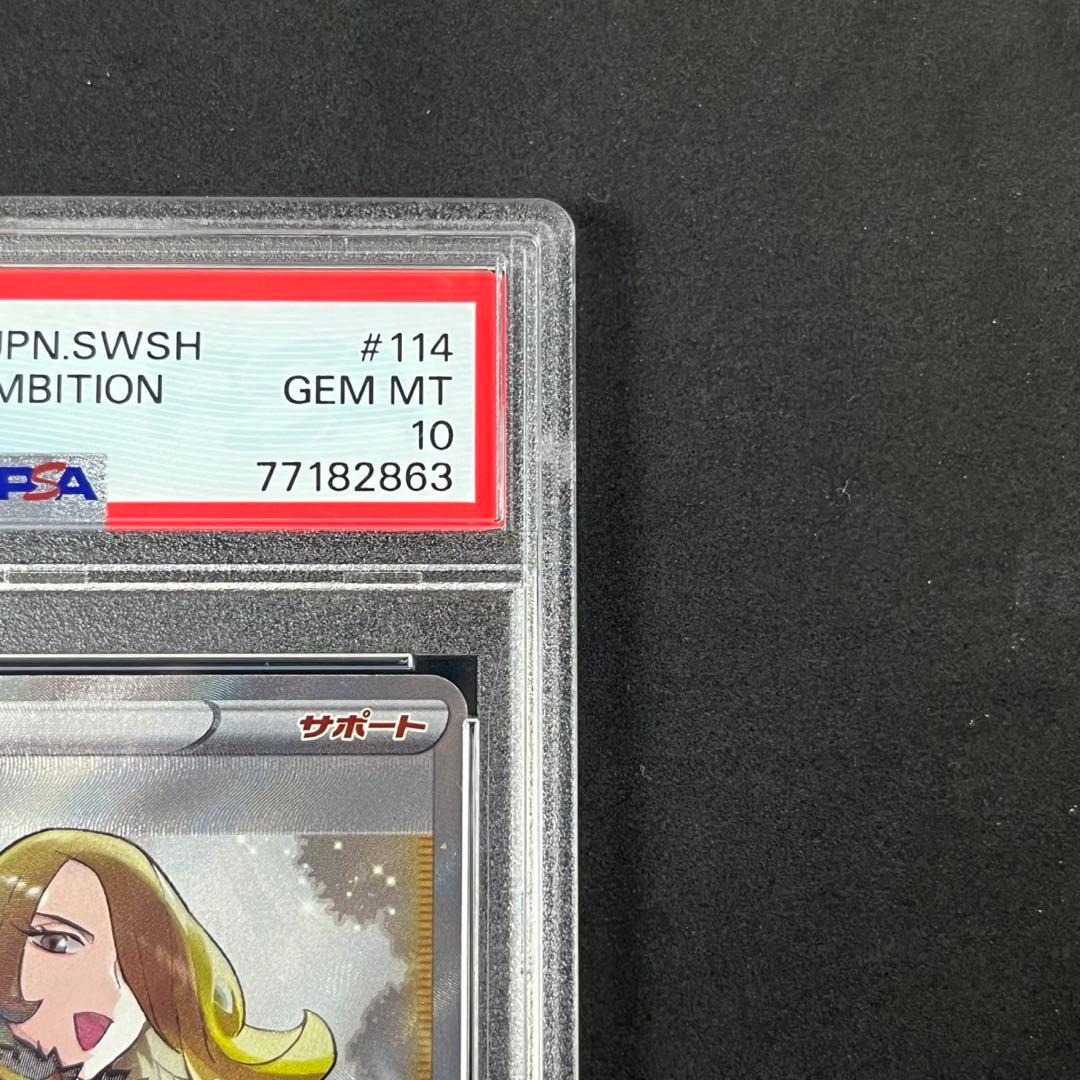 JPN.SWSH #114
MBITION GEM MT
10
PSA 77182863
サポート